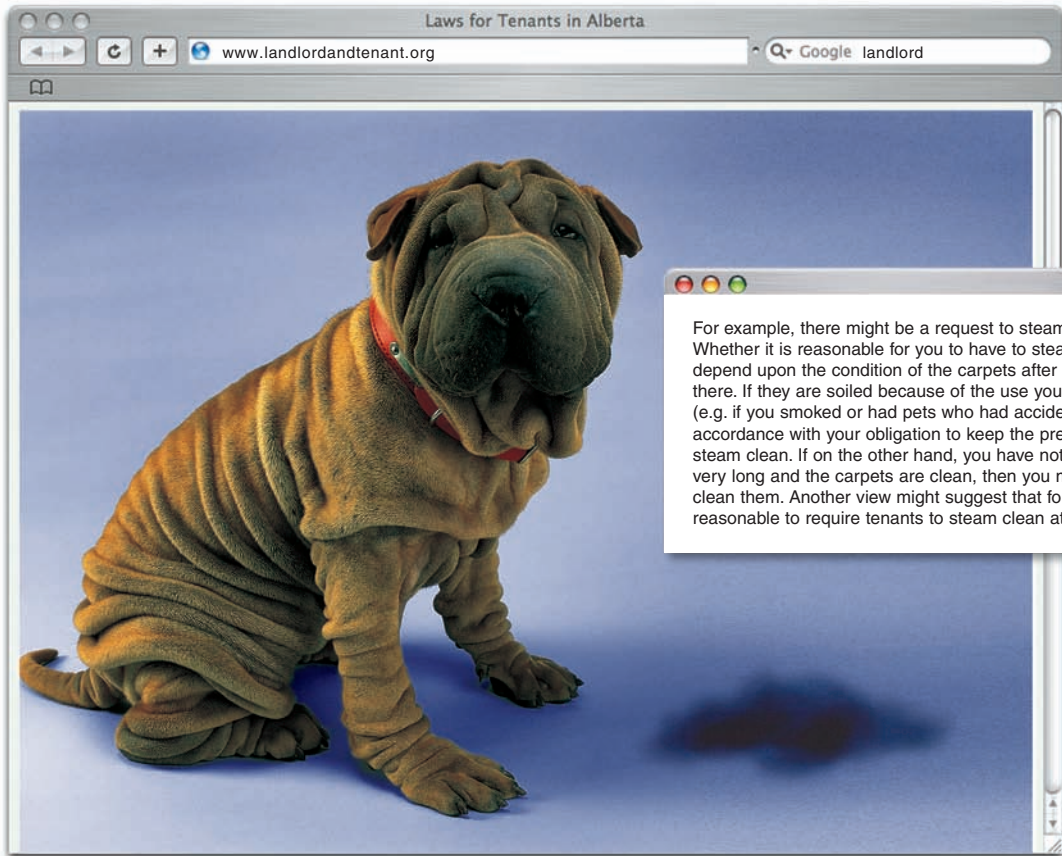 Laws for Tenants in Alberta
www.landlordandtenant.org
Google landlord
For example, there might be a request to steam
Whether it is reasonable for you to have to stea
depend upon the condition of the carpets after
there. If they are soiled because of the use you
(e.g. if you smoked or had pets who had accide
accordance with your obligation to keep the pre
steam clean. If on the other hand, you have not
very long and the carpets are clean, then you
clean them. Another view might suggest that fo
reasonable to require tenants to steam clean